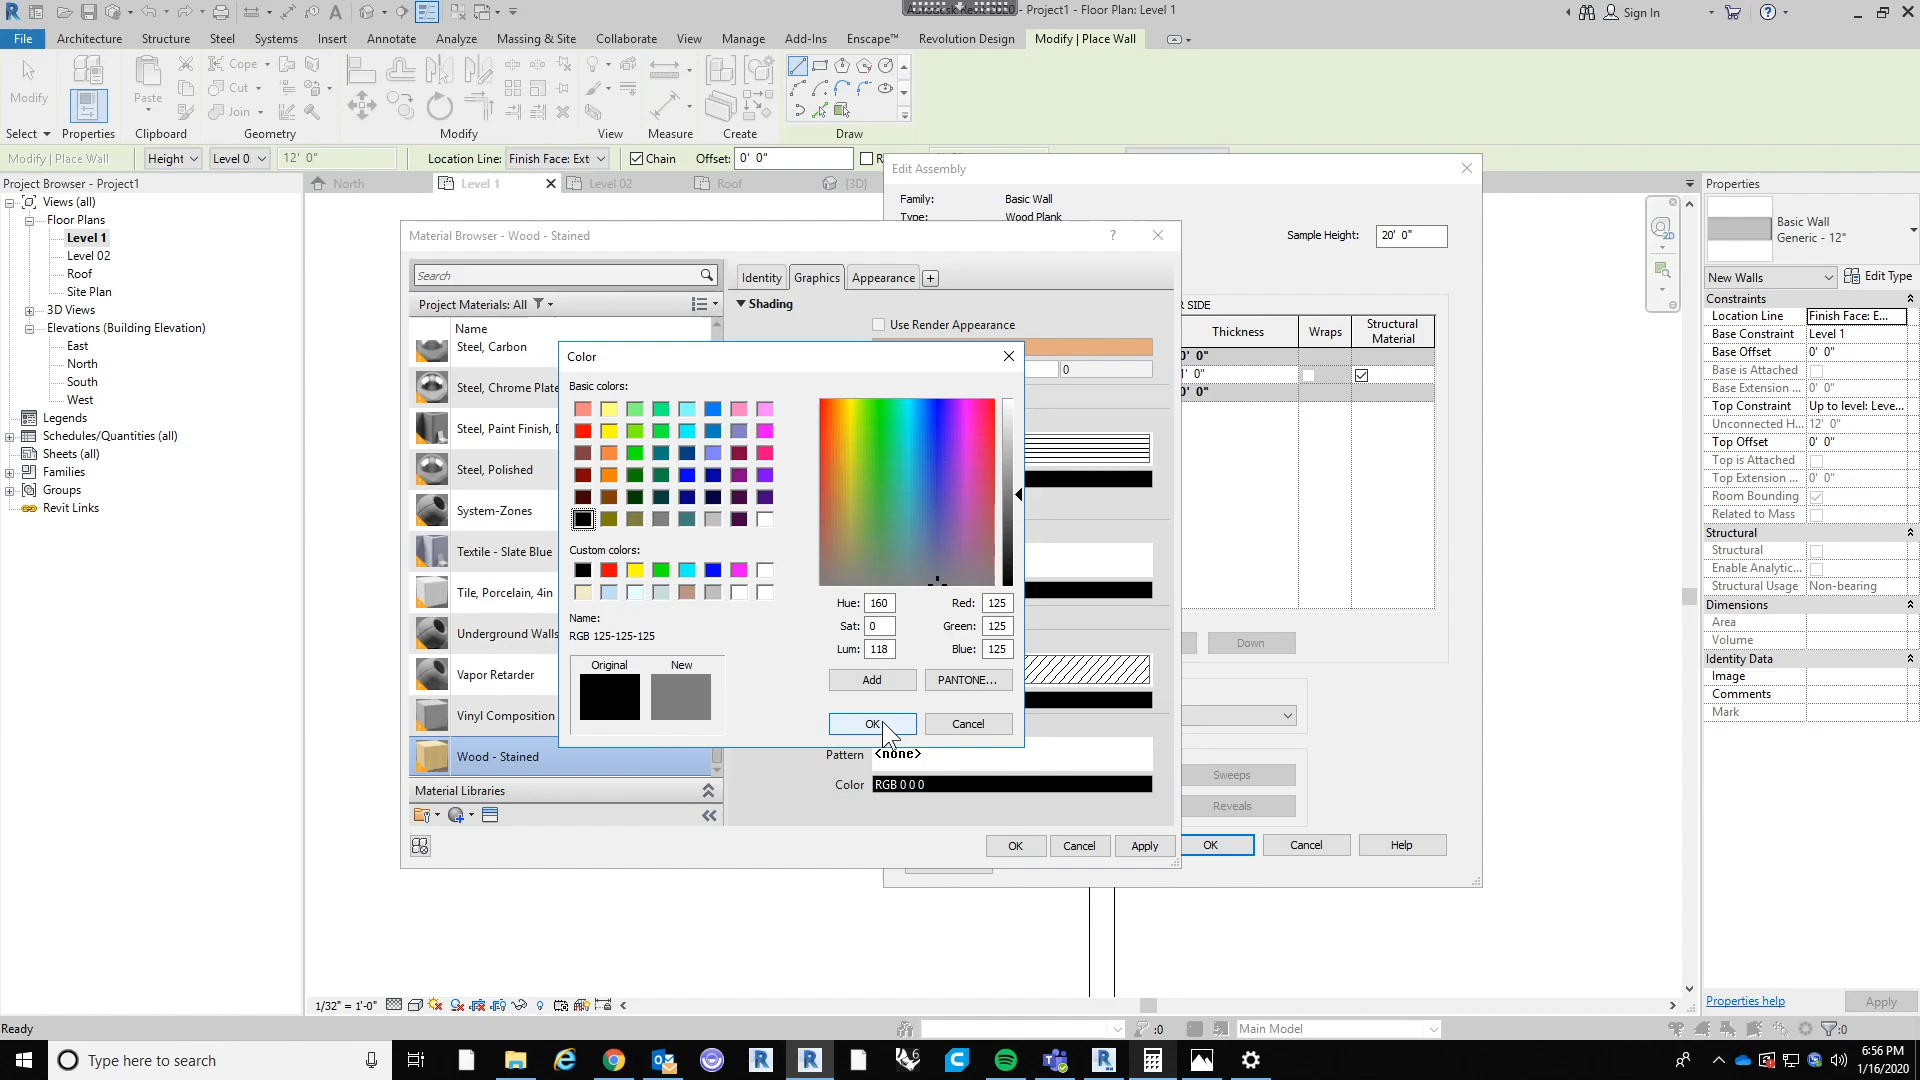 Autodesk Revit 2020 - Project1 - Floor Plan: Level 1
Sign In
File
Architecture
Structure
Steel
Systems
Insert
Annotate
Analyze
Massing & Site
Collaborate
View
Manage
Add-Ins
Enscape™
Revolution Design
Modify | Place Wall
Modify
Paste
Cope
Cut
Join
Select
Properties
Clipboard
Geometry
Modify
View
Measure
Create
Draw
Modify | Place Wall
Height
Level 0
12' 0"
Location Line:
Finish Face: Ext
Chain
Offset:
0' 0"
Project Browser - Project1
North
Level 1
Level 02
Roof
{3D}
Views (all)
Floor Plans
Level 1
Level 02
Roof
Site Plan
3D Views
Elevations (Building Elevation)
East
North
South
West
Legends
Schedules/Quantities (all)
Sheets (all)
Families
Groups
Revit Links
Edit Assembly
Family:
Basic Wall
Type:
Wood Plank
Sample Height:
20' 0"
R SIDE
Thickness
Wraps
Structural
Material
0' 0"
1' 0"
0' 0"
Down
Sweeps
Reveals
OK
Cancel
Help
Material Browser - Wood - Stained
?
Search
Project Materials: All
Name
Steel, Carbon
Steel, Chrome Plate
Steel, Paint Finish, D
Steel, Polished
System-Zones
Textile - Slate Blue
Tile, Porcelain, 4in
Underground Walls
Vapor Retarder
Vinyl Composition
Wood - Stained
Material Libraries
Identity
Graphics
Appearance
Shading
Use Render Appearance
0
Pattern
<none>
Color
RGB 0 0 0
OK
Cancel
Apply
Color
Basic colors:
Custom colors:
Name:
RGB 125-125-125
Original
New
Hue:
160
Red:
125
Sat:
0
Green:
125
Lum:
118
Blue:
125
Add
PANTONE...
OK
Cancel
Properties
Basic Wall
Generic - 12"
New Walls
Edit Type
Constraints
Location Line
Finish Face: E...
Base Constraint
Level 1
Base Offset
0' 0"
Base is Attached
Base Extension ...
0' 0"
Top Constraint
Up to level: Leve...
Unconnected H...
12' 0"
Top Offset
0' 0"
Top is Attached
Top Extension ...
0' 0"
Room Bounding
Related to Mass
Structural
Structural
Enable Analytic...
Structural Usage
Non-bearing
Dimensions
Area
Volume
Identity Data
Image
Comments
Mark
Properties help
Apply
1/32" = 1'-0"
Ready
:0
Main Model
:0
Type here to search
6:56 PM
1/16/2020